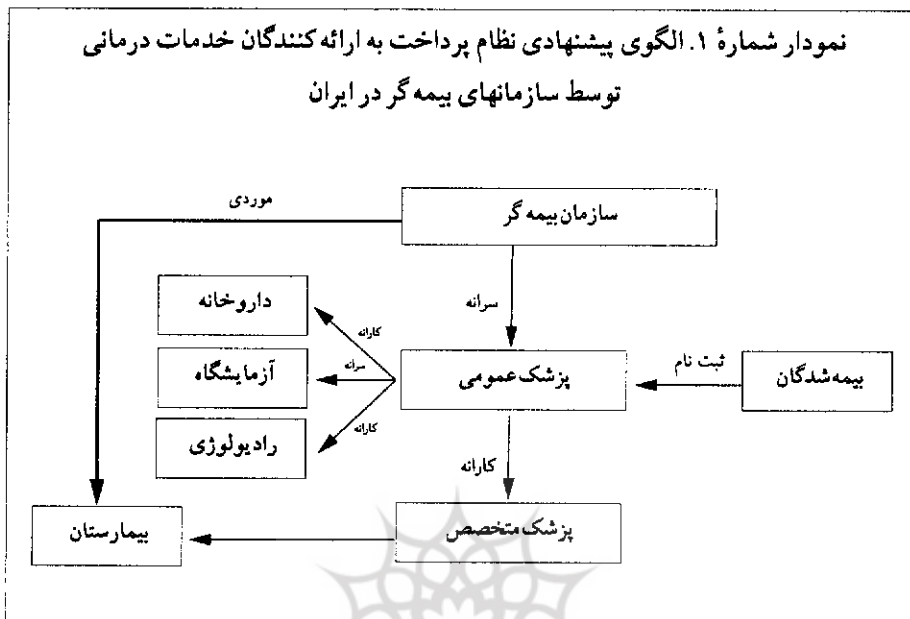 نمودار شمارهٔ ۱. الگوی پیشنهادی نظام پرداخت به ارائه‌کنندگان خدمات درمانی
توسط سازمانهای بیمه‌گر در ایران
موردی
سازمان بیمه‌گر
سرانه
داروخانه
کارانه
آزمایشگاه
سرانه
پزشک عمومی
ثبت نام
بیمه‌شدگان
رادیولوژی
کارانه
کارانه
پزشک متخصص
بیمارستان